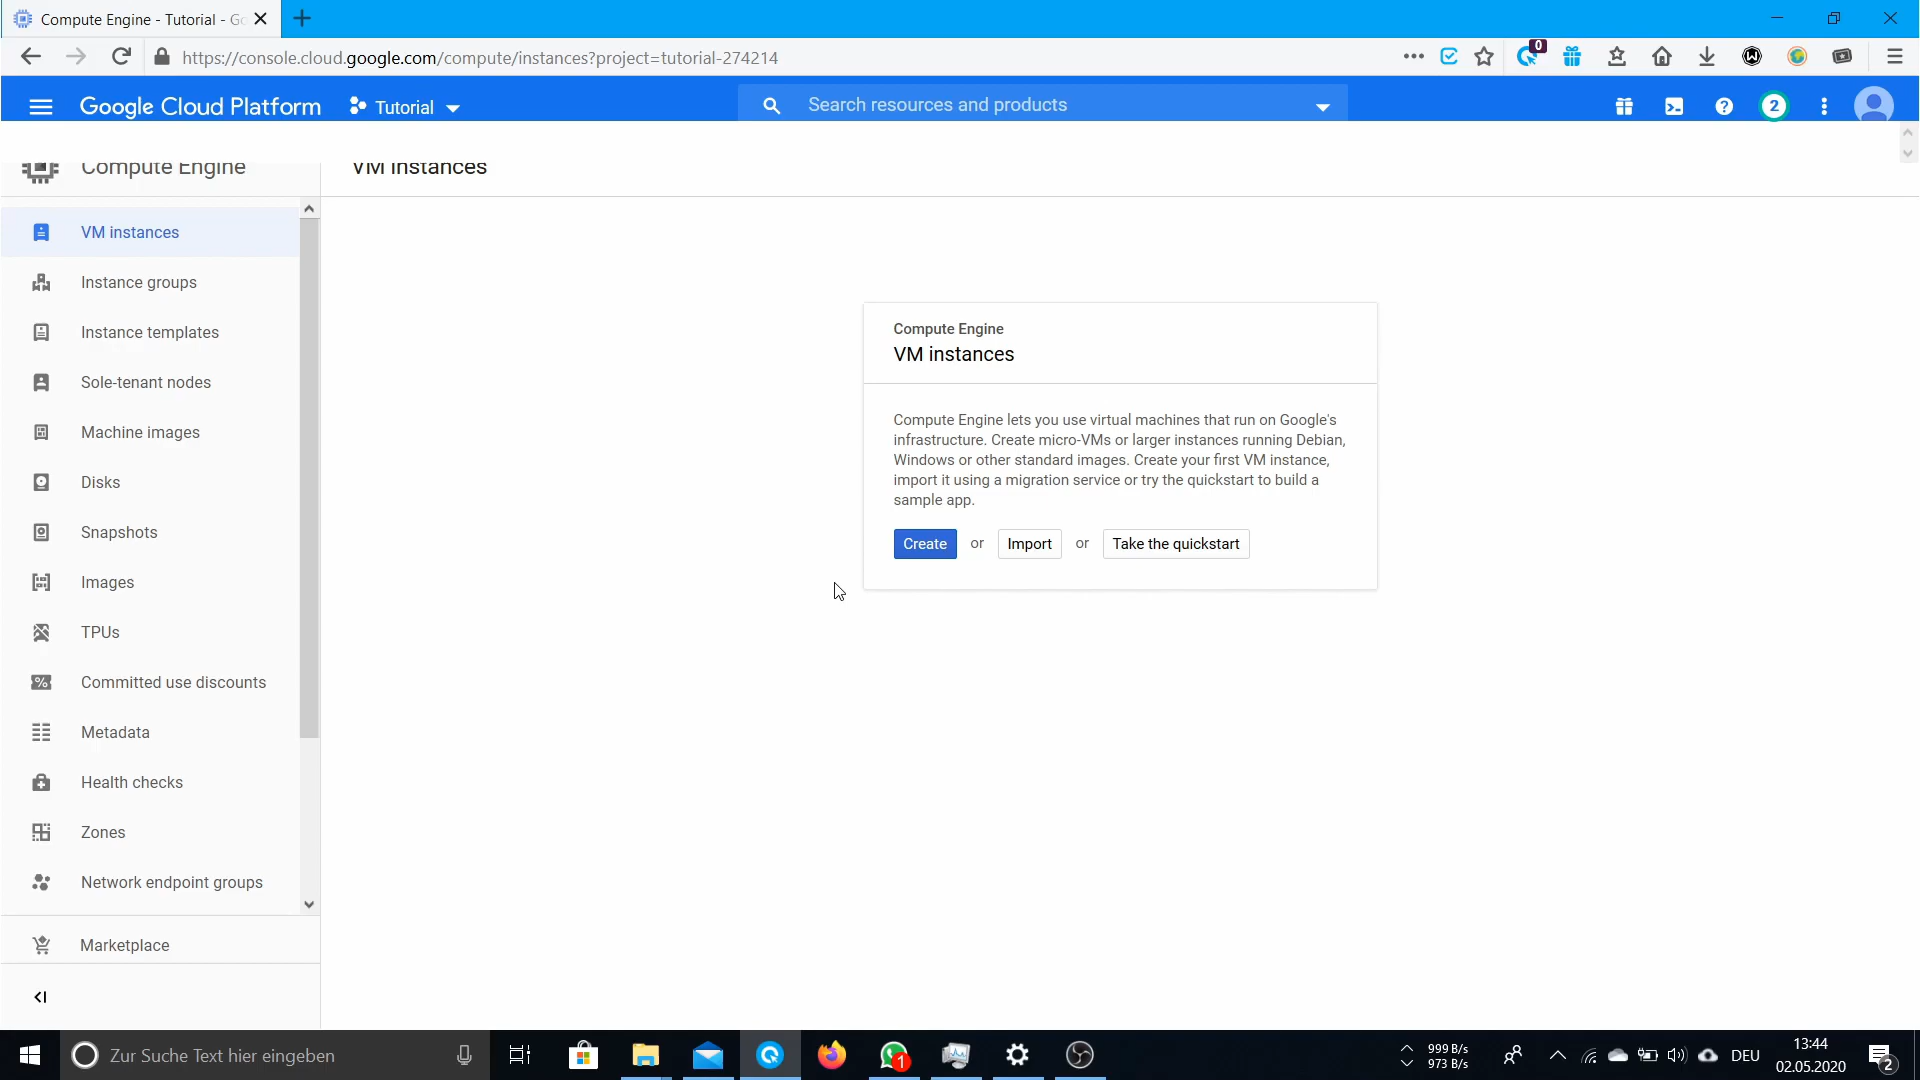 Compute Engine - Tutorial - Go
https://console.cloud.google.com/compute/instances?project=tutorial-274214
0
Google Cloud Platform
Tutorial
Search resources and products
2
Compute Engine
VM instances
VM instances
Instance groups
Instance templates
Sole-tenant nodes
Machine images
Disks
Snapshots
Images
TPUs
Committed use discounts
Metadata
Health checks
Zones
Network endpoint groups
Marketplace
Compute Engine
VM instances
Compute Engine lets you use virtual machines that run on Google's
infrastructure. Create micro-VMs or larger instances running Debian,
Windows or other standard images. Create your first VM instance,
import it using a migration service or try the quickstart to build a
sample app.
Create or Import or Take the quickstart
Zur Suche Text hier eingeben
1
999 B/s
973 B/s
DEU
13:44
02.05.2020
2